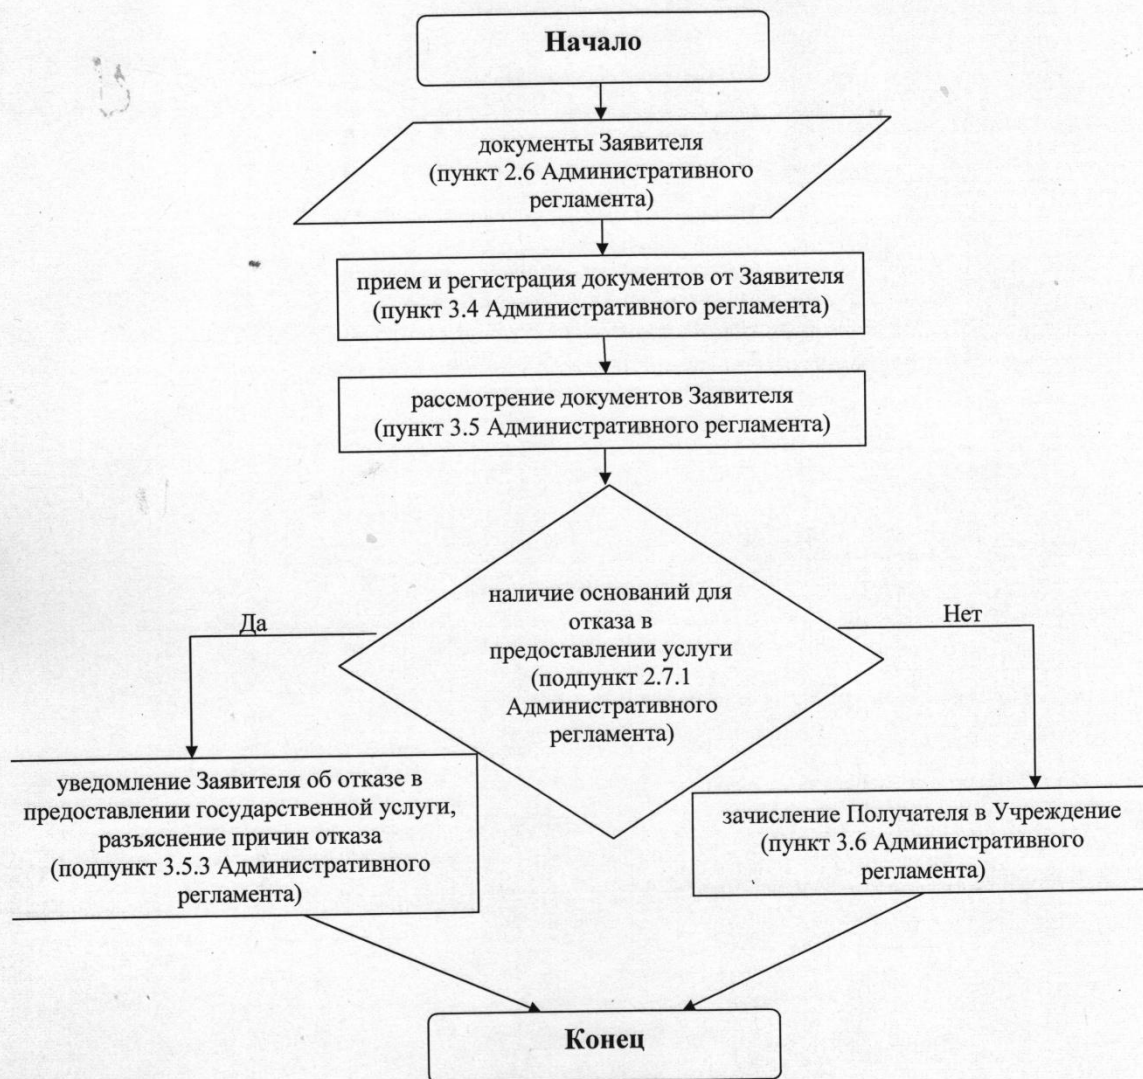 Начало
документы Заявителя
(пункт 2.6 Административного
регламента)
прием и регистрация документов от Заявителя
(пункт 3.4 Административного регламента)
рассмотрение документов Заявителя
(пункт 3.5 Административного регламента)
наличие оснований для
отказа в
предоставлении услуги
(подпункт 2.7.1
Административного
регламента)
Да
Нет
уведомление Заявителя об отказе в
предоставлении государственной услуги,
разъяснение причин отказа
(подпункт 3.5.3 Административного
регламента)
зачисление Получателя в Учреждение
(пункт 3.6 Административного
регламента)
Конец